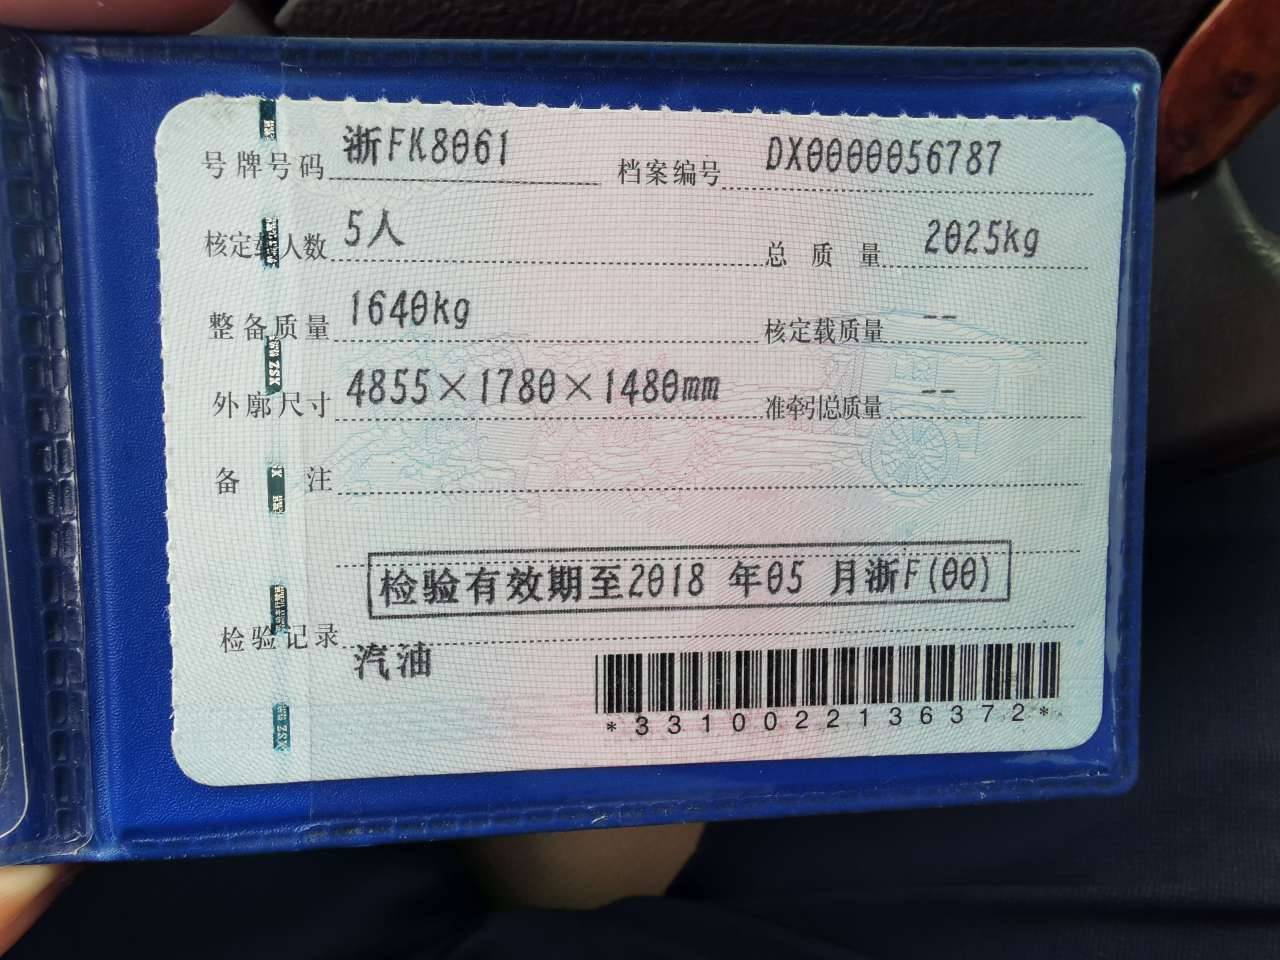 号牌号码 浙FK8061 档案编号 DX0000056787
核定载人数 5人 总质量 2025kg
整备质量 1640kg 核定载质量 --
外廓尺寸 4855×1780×1480mm 准牵引总质量 --
备注
检验有效期至2018 年05 月浙F(00)
检验记录
汽油
*3310022136372*